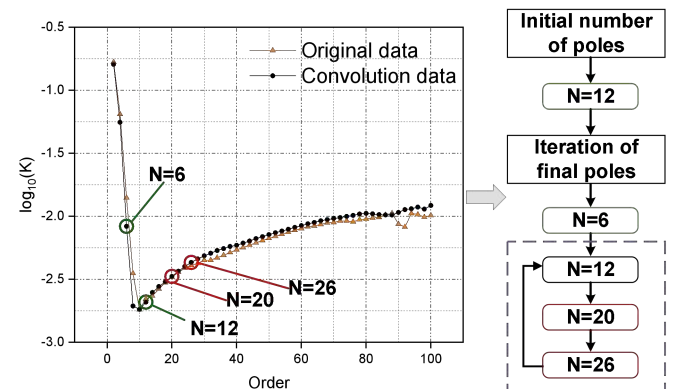 -0.5
-1.0
-1.5
-2.0
-2.5
-3.0
log10(K)
0
20
40
60
80
100
Order
Original data
Convolution data
N=6
N=26
N=20
N=12
Initial number
of poles
N=12
Iteration of
final poles
N=6
N=12
N=20
N=26